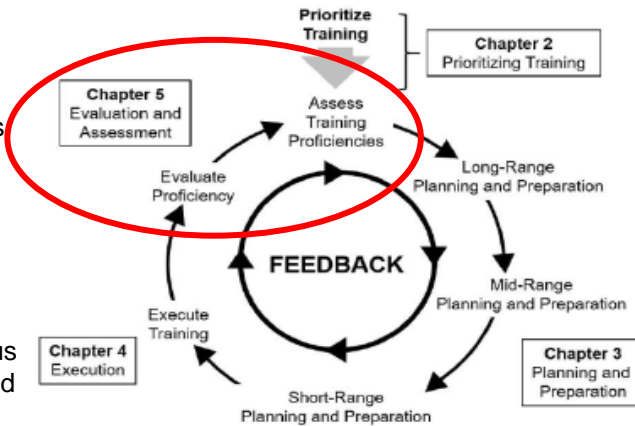 Prioritize
Training
Chapter 2
Prioritizing Training
Chapter 5
Evaluation and
Assessment
Assess
Training
Proficiencies
Evaluate
Proficiency
Long-Range
Planning and Preparation
FEEDBACK
Mid-Range
Planning and Preparation
Execute
Training
Chapter 4
Execution
Chapter 3
Planning and
Preparation
Short-Range
Planning and Preparation